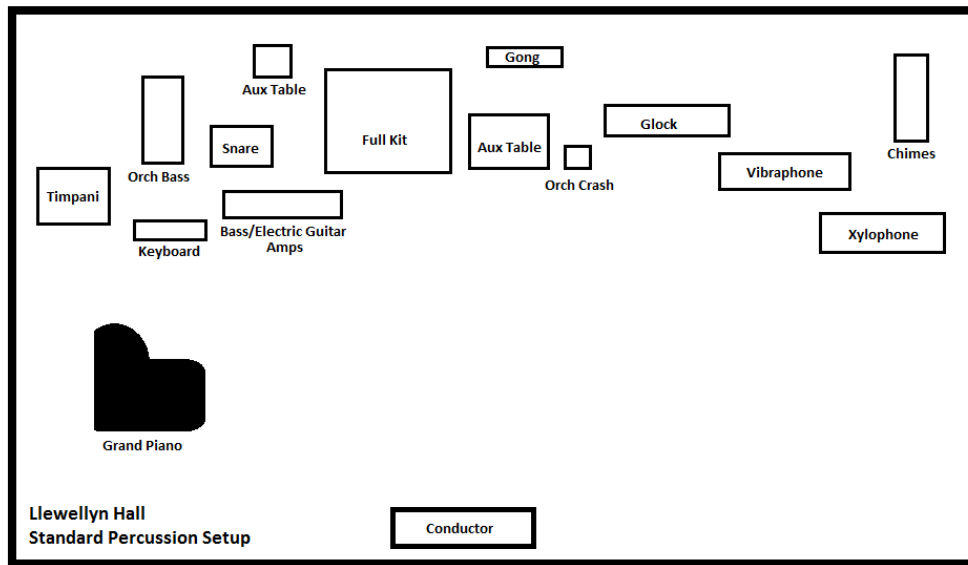 Gong
Aux Table
Full Kit
Glock
Aux Table
Snare
Chimes
Orch Bass
Vibraphone
Orch Crash
Timpani
Bass/Electric Guitar
Amps
Keyboard
Xylophone
Grand Piano
Llewellyn Hall
Standard Percussion Setup
Conductor